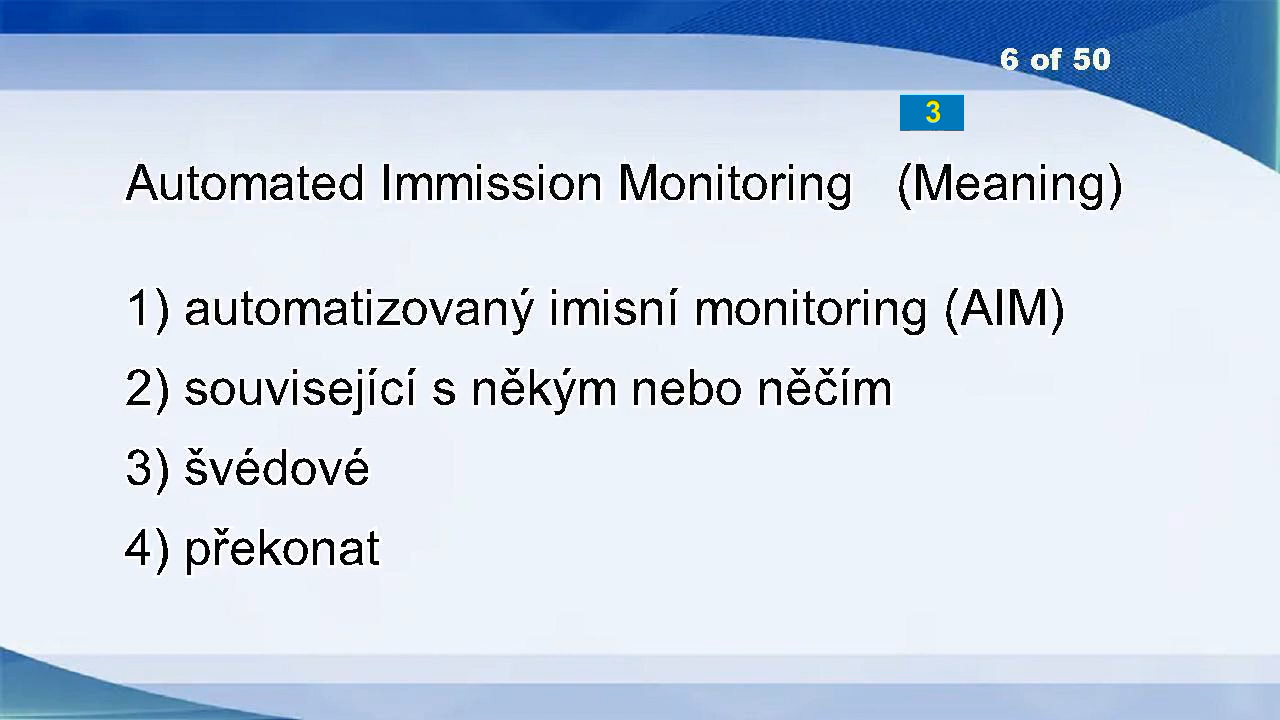 6 of 50
3
Automated Immission Monitoring (Meaning)
1) automatizovaný imisní monitoring (AIM)
2) související s někým nebo něčím
3) švédové
4) překonat